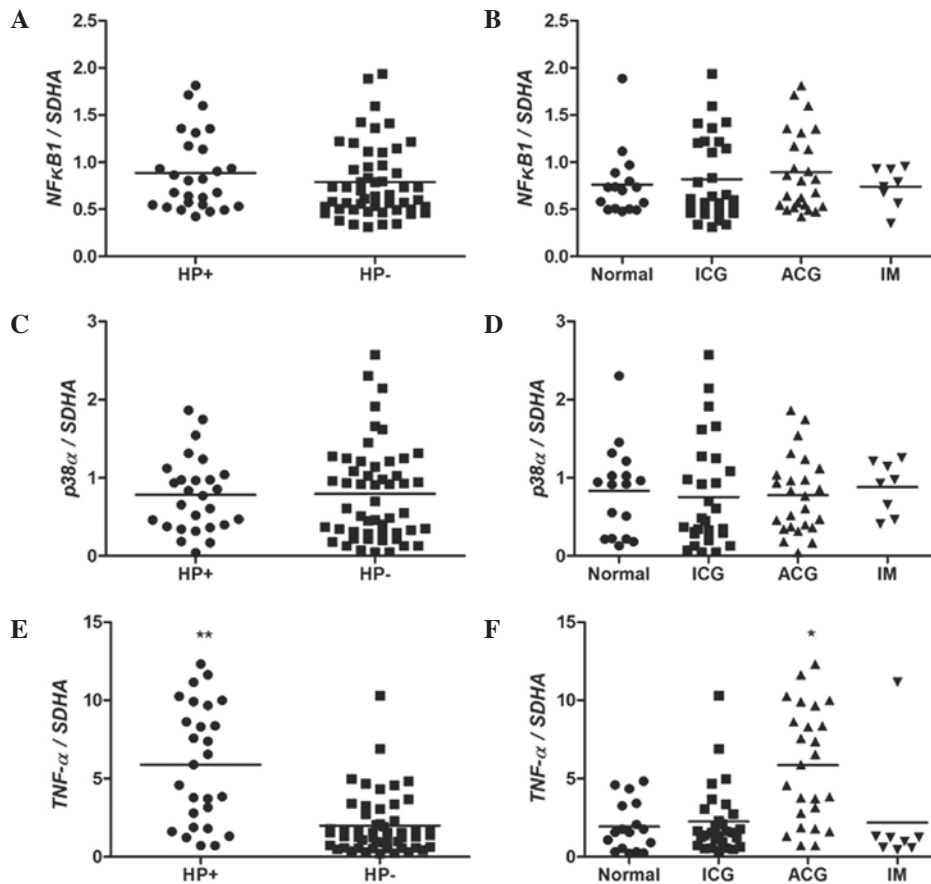 A
NFκB1 / SDHA
2.5
2.0
1.5
1.0
0.5
0.0
HP+ HP-
B
NFκB1 / SDHA
2.5
2.0
1.5
1.0
0.5
0.0
Normal ICG ACG IM
C
p38α / SDHA
3
2
1
0
HP+ HP-
D
p38α / SDHA
3
2
1
0
Normal ICG ACG IM
E
TNF-α / SDHA
15
10
5
0
**
HP+ HP-
F
TNF-α / SDHA
15
10
5
0
*
Normal ICG ACG IM